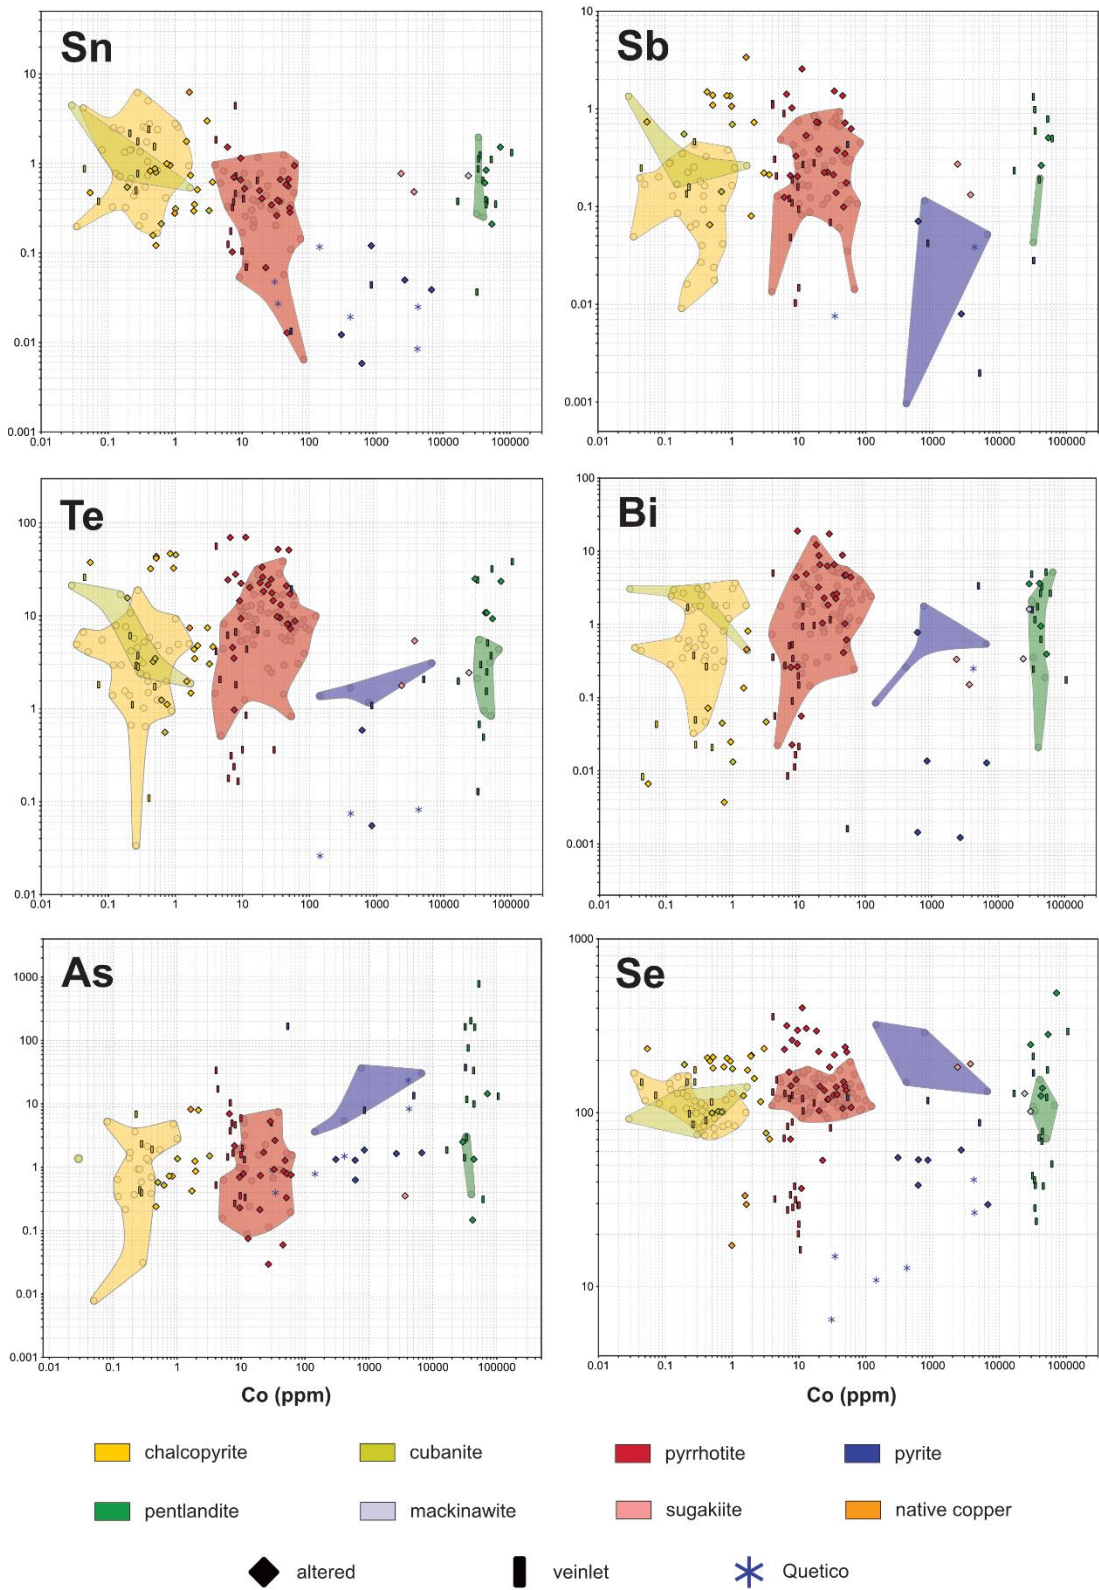 Sn
10
1
0.1
0.01
0.001
0.01 0.1 1 10 100 1000 10000 100000
Sb
10
1
0.1
0.01
0.001
0.01 0.1 1 10 100 1000 10000 100000
Te
100
10
1
0.1
0.01
0.01 0.1 1 10 100 1000 10000 100000
Bi
100
10
1
0.1
0.01
0.001
0.01 0.1 1 10 100 1000 10000 100000
As
1000
100
10
1
0.1
0.01
0.001
0.01 0.1 1 10 100 1000 10000 100000
Co (ppm)
Se
1000
100
10
0.01 0.1 1 10 100 1000 10000 100000
Co (ppm)
chalcopyrite cubanite pyrrhotite pyrite
pentlandite mackinawite sugakiite native copper
altered veinlet Quetico